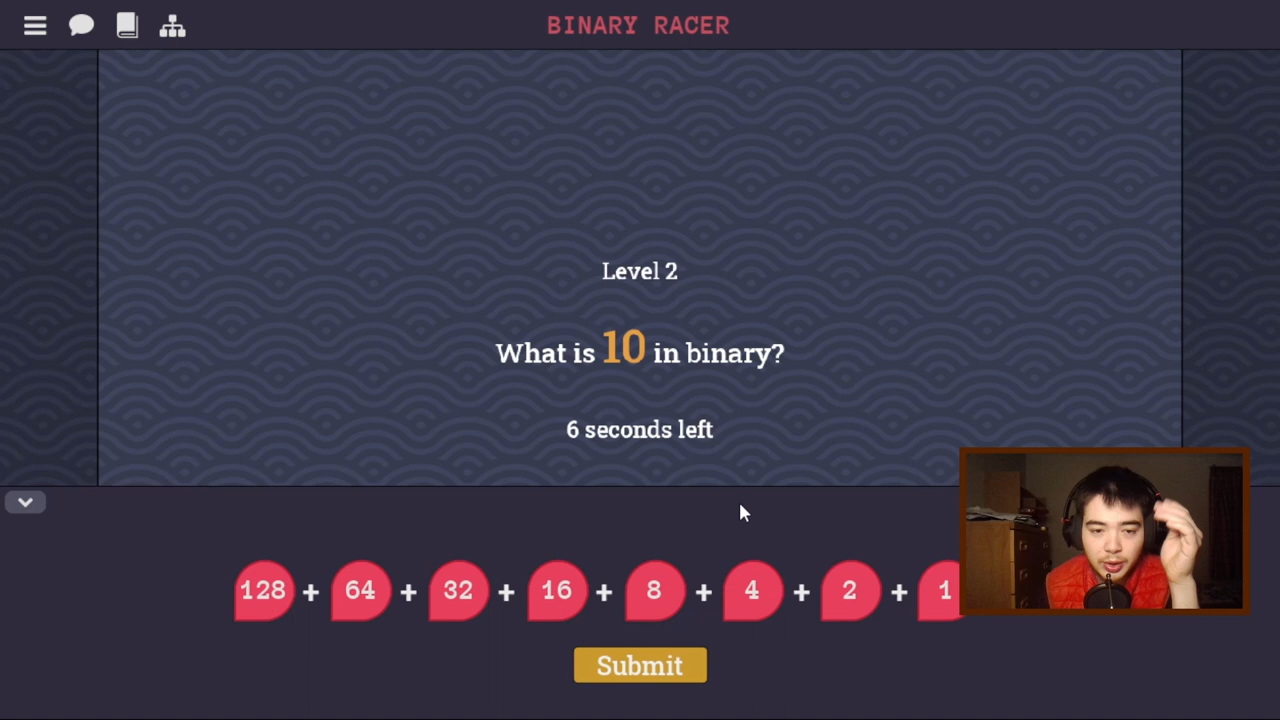 BINARY RACER
Level 2
What is 10 in binary?
6 seconds left
128 + 64 + 32 + 16 + 8 + 4 + 2 + 1
Submit